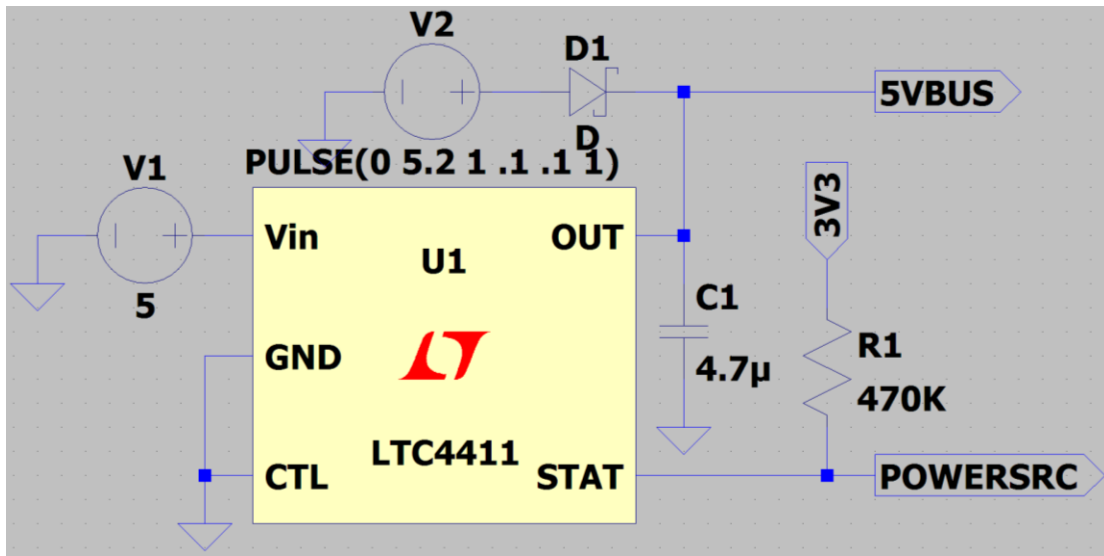 V2
D1
5VBUS
D
PULSE(0 5.2 1 .1 .1 1)
V1
3V3
Vin
OUT
U1
5
C1
GND
R1
4.7µ
470K
LTC4411
CTL
STAT
POWERSRC